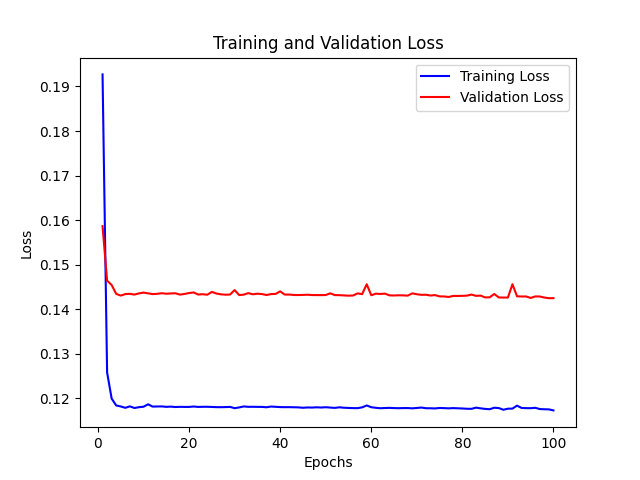 Training and Validation Loss
Training Loss
Validation Loss
0.19
0.18
0.17
0.16
0.15
0.14
0.13
0.12
Loss
0
20
40
60
80
100
Epochs